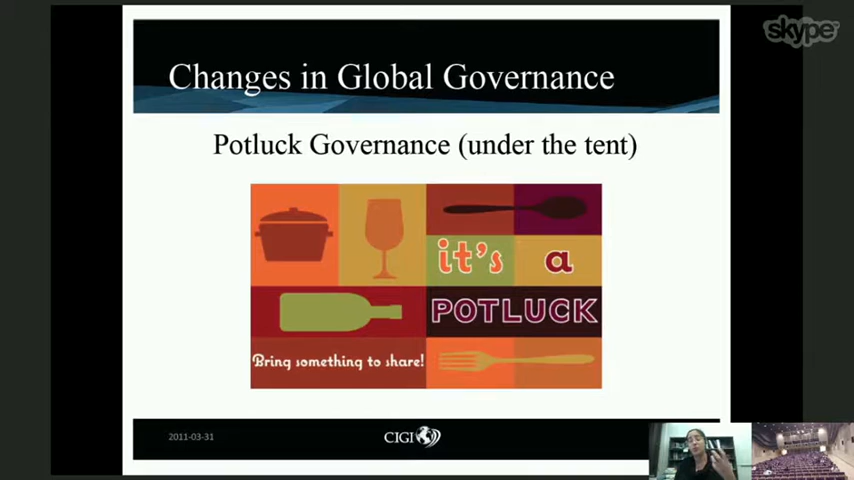 skype
Changes in Global Governance
Potluck Governance (under the tent)
it's a
POTLUCK
Bring something to share!
2011-03-31
CIGI